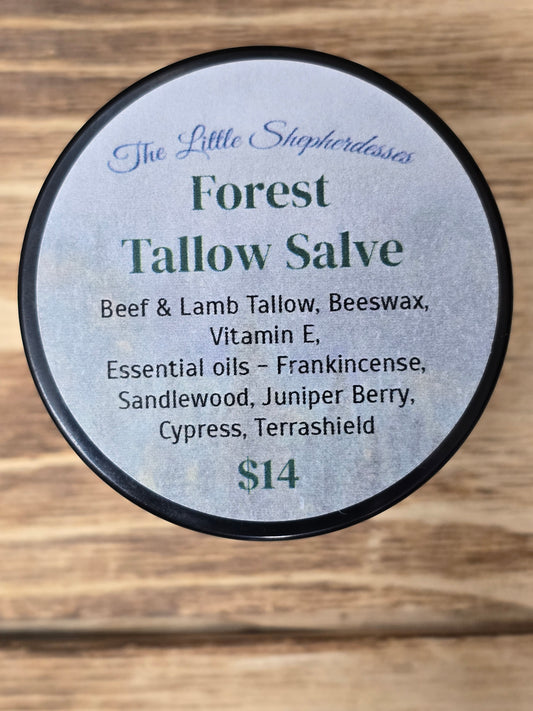 The Little Shepherdesses
Forest
Tallow Salve
Beef & Lamb Tallow, Beeswax,
Vitamin E,
Essential oils - Frankincense,
Sandlewood, Juniper Berry,
Cypress, Terrashield
$14